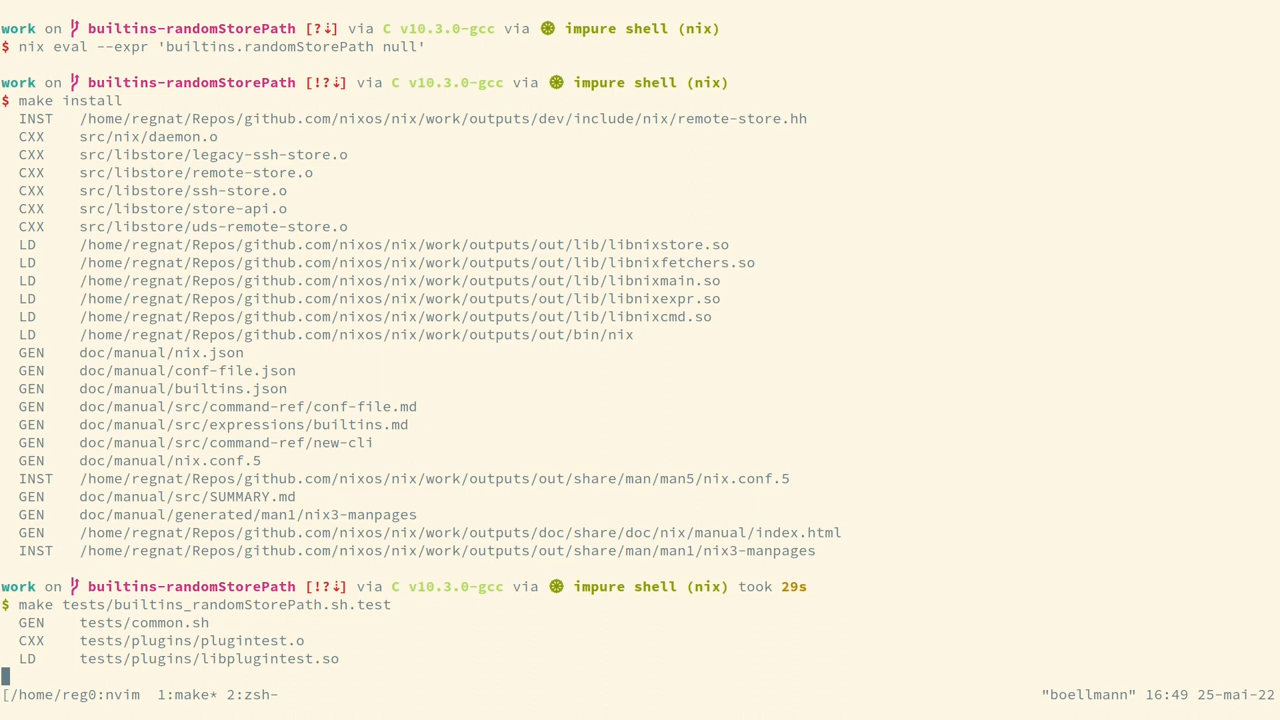 work on builtins-randomStorePath [?⇣] via C v10.3.0-gcc via impure shell (nix)
$ nix eval --expr 'builtins.randomStorePath null'
work on builtins-randomStorePath [!?⇣] via C v10.3.0-gcc via impure shell (nix)
$ make install
INST /home/regnat/Repos/github.com/nixos/nix/work/outputs/dev/include/nix/remote-store.hh
CXX src/nix/daemon.o
CXX src/libstore/legacy-ssh-store.o
CXX src/libstore/remote-store.o
CXX src/libstore/ssh-store.o
CXX src/libstore/store-api.o
CXX src/libstore/uds-remote-store.o
LD /home/regnat/Repos/github.com/nixos/nix/work/outputs/out/lib/libnixstore.so
LD /home/regnat/Repos/github.com/nixos/nix/work/outputs/out/lib/libnixfetchers.so
LD /home/regnat/Repos/github.com/nixos/nix/work/outputs/out/lib/libnixmain.so
LD /home/regnat/Repos/github.com/nixos/nix/work/outputs/out/lib/libnixexpr.so
LD /home/regnat/Repos/github.com/nixos/nix/work/outputs/out/lib/libnixcmd.so
LD /home/regnat/Repos/github.com/nixos/nix/work/outputs/out/bin/nix
GEN doc/manual/nix.json
GEN doc/manual/conf-file.json
GEN doc/manual/builtins.json
GEN doc/manual/src/command-ref/conf-file.md
GEN doc/manual/src/expressions/builtins.md
GEN doc/manual/src/command-ref/new-cli
GEN doc/manual/nix.conf.5
INST /home/regnat/Repos/github.com/nixos/nix/work/outputs/out/share/man/man5/nix.conf.5
GEN doc/manual/src/SUMMARY.md
GEN doc/manual/generated/man1/nix3-manpages
GEN /home/regnat/Repos/github.com/nixos/nix/work/outputs/doc/share/doc/nix/manual/index.html
INST /home/regnat/Repos/github.com/nixos/nix/work/outputs/out/share/man/man1/nix3-manpages
work on builtins-randomStorePath [!?⇣] via C v10.3.0-gcc via impure shell (nix) took 29s
$ make tests/builtins_randomStorePath.sh.test
GEN tests/common.sh
CXX tests/plugins/plugintest.o
LD tests/plugins/libplugintest.so
[/home/reg0:nvim 1:make* 2:zsh- "boellmann" 16:49 25-mai-22